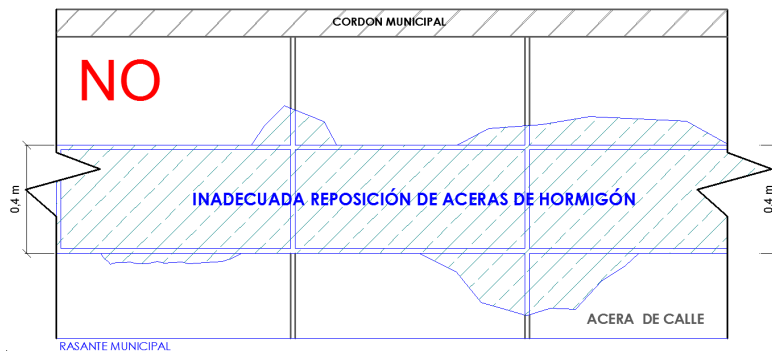 CORDON MUNICIPAL
NO
0,4 m
INADECUADA REPOSICIÓN DE ACERAS DE HORMIGÓN
0,4 m
ACERA DE CALLE
RASANTE MUNICIPAL